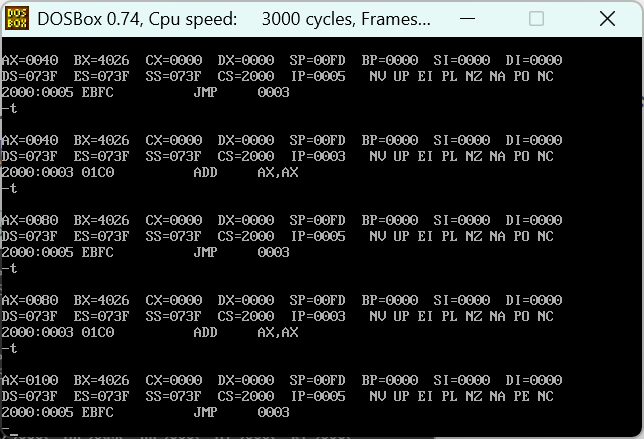 DOS
BOX
DOSBox 0.74, Cpu speed: 3000 cycles, Frames...
AX=0040 BX=4026 CX=0000 DX=0000 SP=00FD BP=0000 SI=0000 DI=0000
DS=073F ES=073F SS=073F CS=2000 IP=0005 NV UP EI PL NZ NA PO NC
2000:0005 EBFC JMP 0003
-t
AX=0040 BX=4026 CX=0000 DX=0000 SP=00FD BP=0000 SI=0000 DI=0000
DS=073F ES=073F SS=073F CS=2000 IP=0003 NV UP EI PL NZ NA PO NC
2000:0003 01C0 ADD AX,AX
-t
AX=0080 BX=4026 CX=0000 DX=0000 SP=00FD BP=0000 SI=0000 DI=0000
DS=073F ES=073F SS=073F CS=2000 IP=0005 NV UP EI PL NZ NA PO NC
2000:0005 EBFC JMP 0003
-t
AX=0080 BX=4026 CX=0000 DX=0000 SP=00FD BP=0000 SI=0000 DI=0000
DS=073F ES=073F SS=073F CS=2000 IP=0003 NV UP EI PL NZ NA PO NC
2000:0003 01C0 ADD AX,AX
-t
AX=0100 BX=4026 CX=0000 DX=0000 SP=00FD BP=0000 SI=0000 DI=0000
DS=073F ES=073F SS=073F CS=2000 IP=0005 NV UP EI PL NZ NA PE NC
2000:0005 EBFC JMP 0003
-_